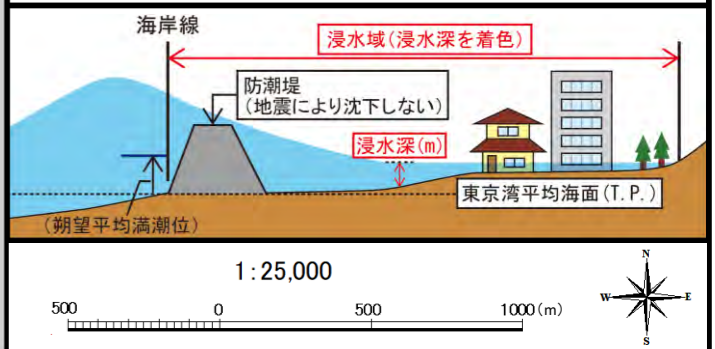 海岸線
浸水域(浸水深を着色)
防潮堤
(地震により沈下しない)
浸水深(m)
東京湾平均海面(T.P.)
(朔望平均満潮位)
1:25,000
500 0 500 1000(m)
N
W E
S